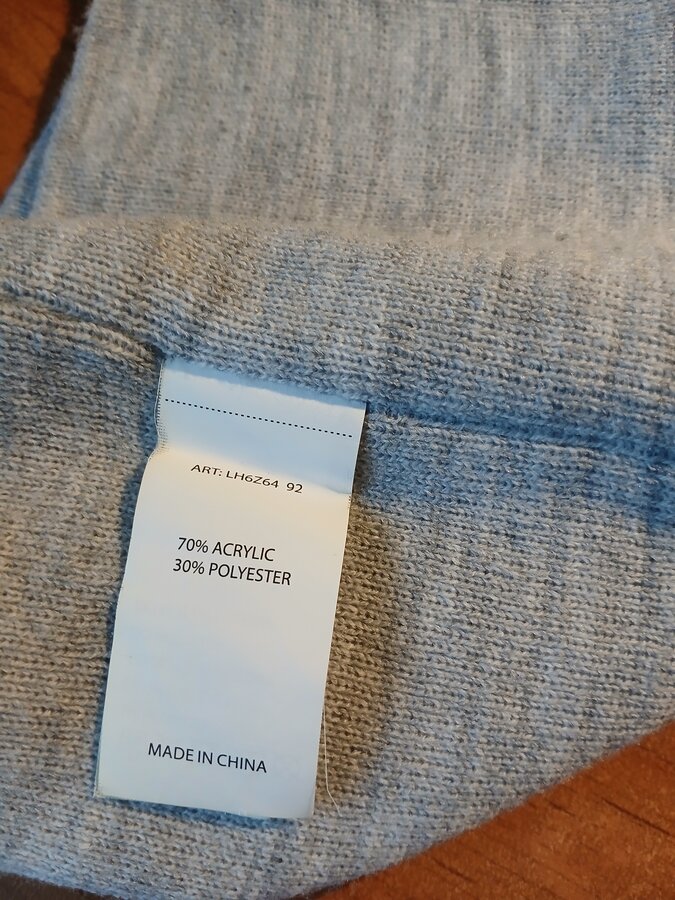 ART: LH6Z64 92
70% ACRYLIC
30% POLYESTER
MADE IN CHINA